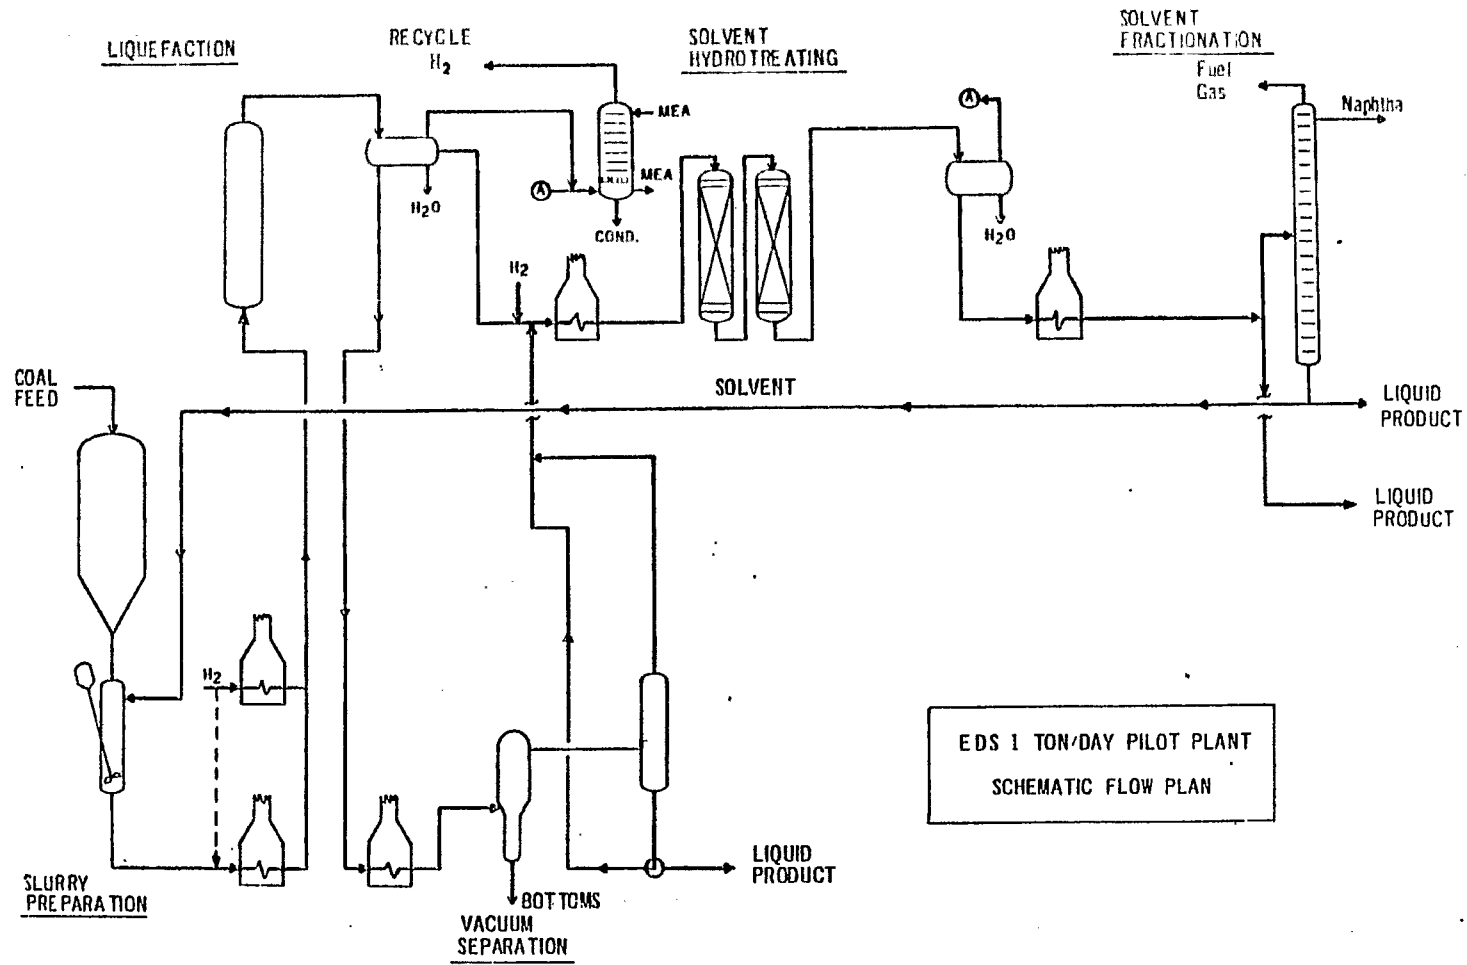 LIQUEFACTION
RECYCLE
H2
SOLVENT
HYDROTREATING
SOLVENT
FRACTIONATION
Fuel
Gas
Naphtha
A
MEA
MEA
A
H2O
COND.
H2O
H2
COAL
FEED
SOLVENT
LIQUID
PRODUCT
LIQUID
PRODUCT
H2
EDS 1 TON/DAY PILOT PLANT
SCHEMATIC FLOW PLAN
LIQUID
PRODUCT
SLURRY
PREPARATION
BOTTOMS
VACUUM
SEPARATION